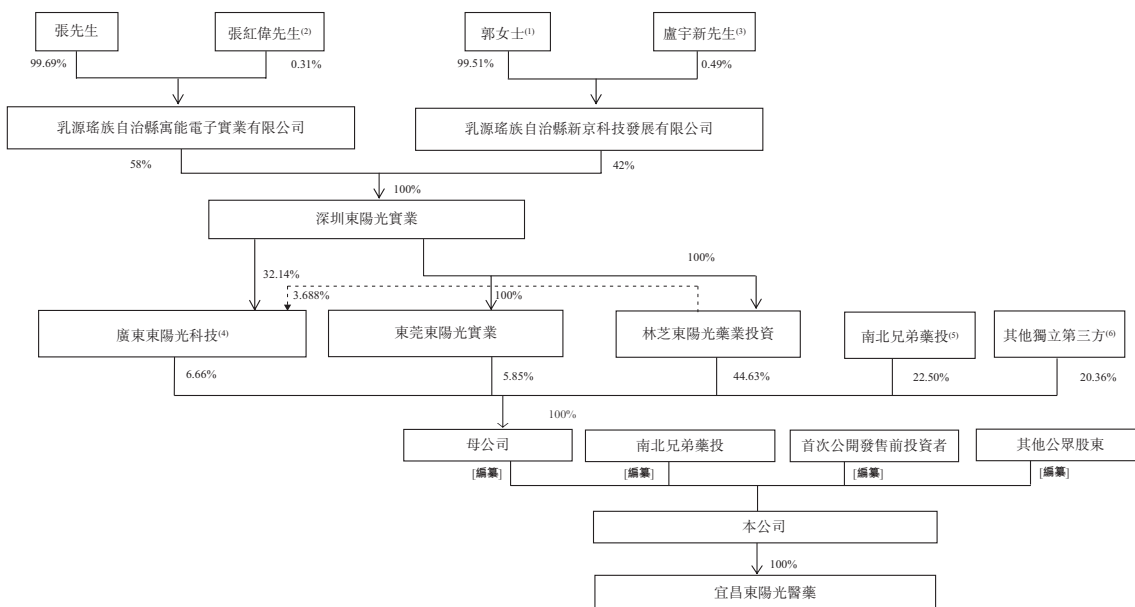 張先生
張紅偉先生(2)
郭女士(1)
盧宇新先生(3)
99.69%
0.31%
99.51%
0.49%
乳源瑤族自治縣寓能電子實業有限公司
乳源瑤族自治縣新京科技發展有限公司
58%
42%
100%
深圳東陽光實業
100%
32.14%
3.688%
100%
廣東東陽光科技(4)
東莞東陽光實業
林芝東陽光藥業投資
南北兄弟藥投(5)
其他獨立第三方(6)
6.66%
5.85%
44.63%
22.50%
20.36%
100%
母公司
南北兄弟藥投
首次公開發售前投資者
其他公眾股東
[編纂]
[編纂]
[編纂]
[編纂]
本公司
100%
宜昌東陽光醫藥